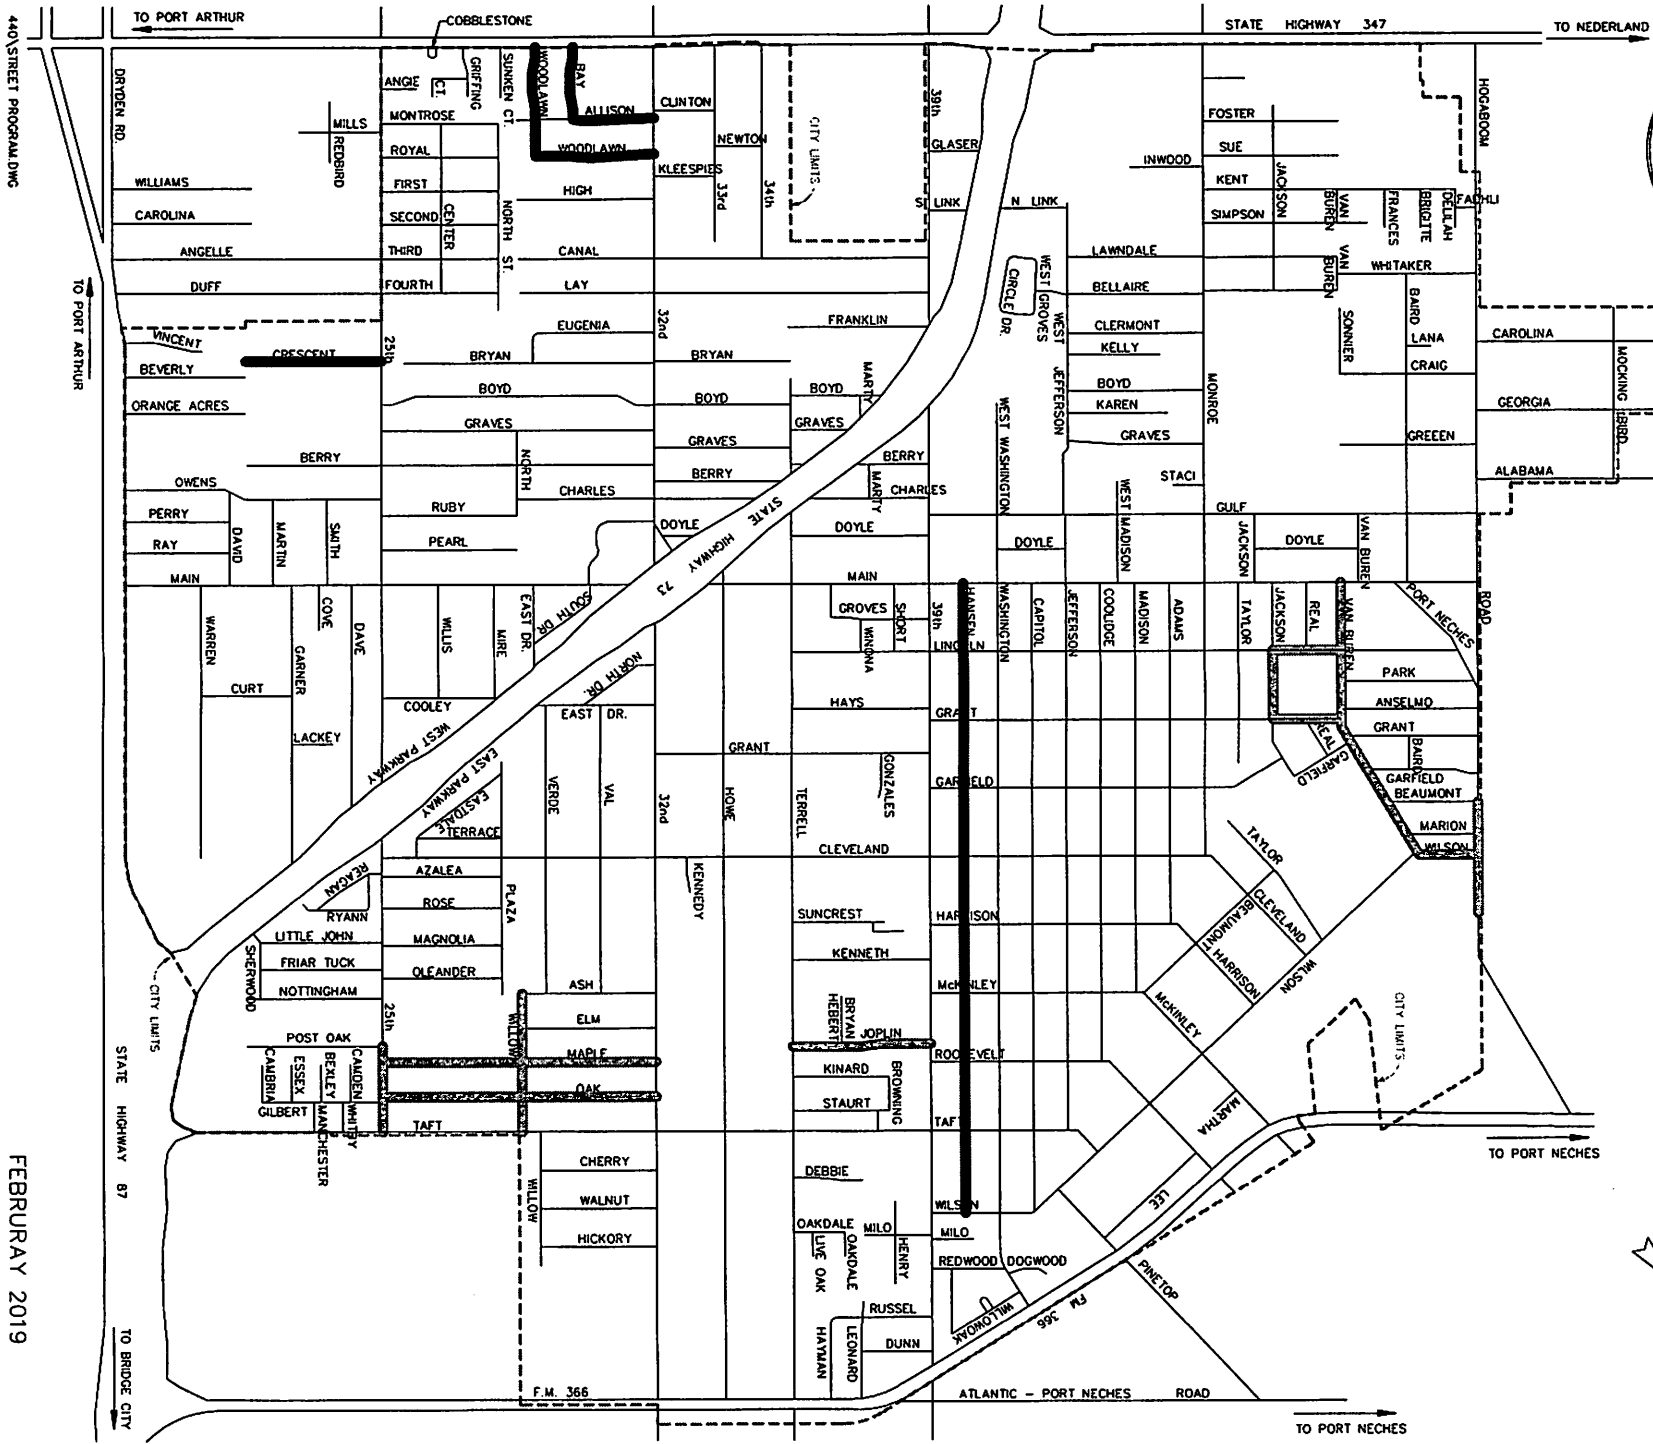 TO PORT ARTHUR
COBBLESTONE
STATE HIGHWAY 347
TO NEDERLAND
440\STREET PROGRAM.DWG
DRYDEN RD.
ANGIE
CT.
GRIFFING
SUNKEN CT.
WOODLAWN
BAY
ALLISON
CLINTON
39th
HOGABOOM
MILLS
REDBIRD
MONTROSE
WOODLAWN
NEWTON
CITY LIMITS
GLASER
FOSTER
ROYAL
SUE
INWOOD
JACKSON
KLEESPIES
33rd
34th
WILLIAMS
FIRST
HIGH
KENT
VAN BUREN
FRANCES
BRIGITTE
DELILAH
FACHLI
CAROLINA
SECOND
CENTER
NORTH ST.
S LINK
N LINK
SIMPSON
ANGELLE
THIRD
CANAL
LAWNDALE
VAN BUREN
WHITAKER
TO PORT ARTHUR
DUFF
FOURTH
LAY
CIRCLE DR.
WEST GROVES
BELLAIRE
BAIRD
SONNIER
VINCENT
25th
EUGENIA
32nd
FRANKLIN
WEST JEFFERSON
CLERMONT
LANA
CAROLINA
MOCKING BIRD
CRESCENT
BRYAN
BRYAN
KELLY
CRAIG
BEVERLY
MARTY
MONROE
ORANGE ACRES
BOYD
BOYD
BOYD
BOYD
GEORGIA
WEST WASHINGTON
KAREN
GRAVES
GRAVES
GRAVES
GRAVES
GREEEN
BERRY
NORTH
BERRY
BERRY
ALABAMA
OWENS
CHARLES
MARTY
CHARLES
STACI
WEST MADISON
PERRY
RUBY
STATE HIGHWAY 73
GULF
DAVID
MARTIN
SMITH
DOYLE
DOYLE
DOYLE
JACKSON
DOYLE
VAN BUREN
RAY
PEARL
MAIN
MAIN
PORT NECHES
ROAD
WARREN
COVE
GARNER
DAVE
WILLIS
MIRE
EAST DR.
SOUTH DR.
GROVES
SHORT
WINONA
39th
HANSEN
WASHINGTON
CAPITOL
JEFFERSON
COOLIDGE
MADISON
ADAMS
TAYLOR
JACKSON
REAL
VAN BUREN
LINCOLN
NORTH DR.
PARK
CURT
COOLEY
EAST DR.
HAYS
GRANT
ANSELMO
LACKEY
WEST PARKWAY
EAST PARKWAY
GRANT
REAL
GARFIELD
GRANT
BAIRD
VERDE
VAL
32nd
HOWE
TERRELL
GONZALES
GARFIELD
GARFIELD
BEAUMONT
EASTDALE
TERRACE
MARION
CLEVELAND
TAYLOR
WILSON
REAGAN
AZALEA
PLAZA
KENNEDY
CLEVELAND
BEAUMONT
RYANN
ROSE
SUNCREST
HARRISON
LITTLE JOHN
MAGNOLIA
HARRISON
SHERWOOD
FRIAR TUCK
KENNETH
OLEANDER
WILSON
CITY LIMITS
NOTTINGHAM
ASH
McKINLEY
McKINLEY
CITY LIMITS
25th
WILLOW
ELM
BRYAN
HEBERT
JOPLIN
POST OAK
MAPLE
ROOSEVELT
STATE HIGHWAY 87
CAMBRIA
ESSEX
BEXLEY
CAMDEN
OAK
KINARD
BROWNING
GILBERT
MANCHESTER
WHITBY
STAURT
MARTHA
TAFT
TAFT
TO PORT NECHES
CHERRY
DEBBIE
WILLOW
WALNUT
LEE
WILSON
HICKORY
OAKDALE
MILO
HENRY
MILO
LIVE OAK
OAKDALE
REDWOOD
DOGWOOD
PINETOP
WILLOWOAK
FM 366
RUSSEL
FEBRURAY 2019
TO BRIDGE CITY
HAYMAN
LEONARD
DUNN
F.M. 366
ATLANTIC - PORT NECHES ROAD
TO PORT NECHES